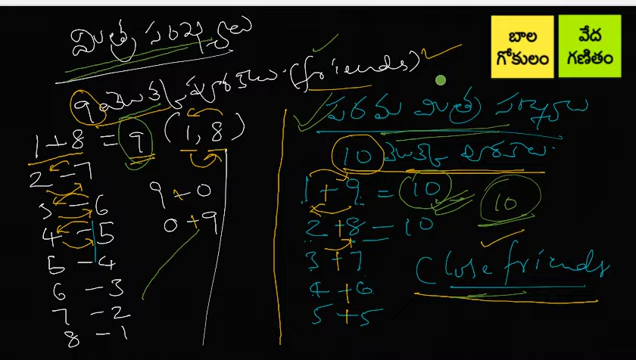 మిత్ర సంఖ్యలు
9 యొక్క పూరకాలు. (friends)
1+8 = 9 (1, 8)
2 - 7
3 - 6
4 - 5
5 - 4
6 - 3
7 - 2
8 - 1
9 + 0
0 + 9
పరమ మిత్ర సంఖ్యలు
10 యొక్క పూరకాలు.
1 + 9 = 10
10
2 + 8 = 10
3 + 7
4 + 6
5 + 5
Close friends
బాల
గోకులం
వేద
గణితం